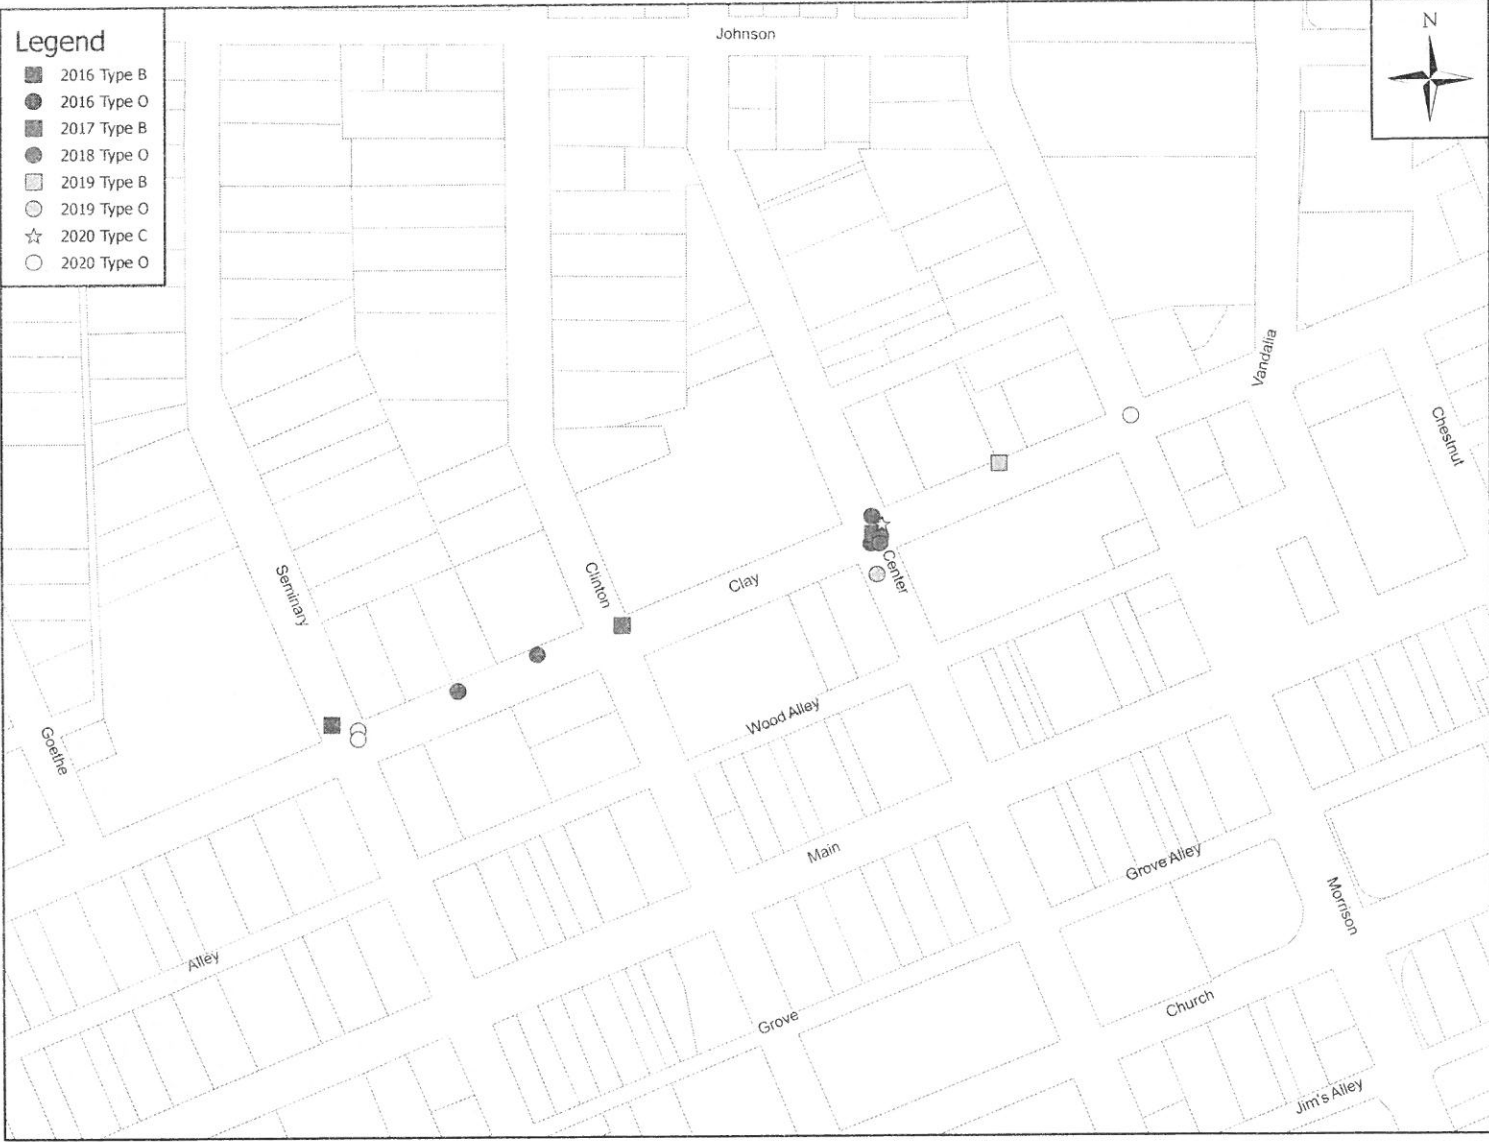 Legend
2016 Type B
2016 Type O
2017 Type B
2018 Type O
2019 Type B
2019 Type O
2020 Type C
2020 Type O
N
Johnson
Vandalia
Chestnut
Seminary
Clinton
Clay
Center
Goethe
Wood Alley
Main
Grove Alley
Morrison
Alley
Church
Grove
Jim's Alley